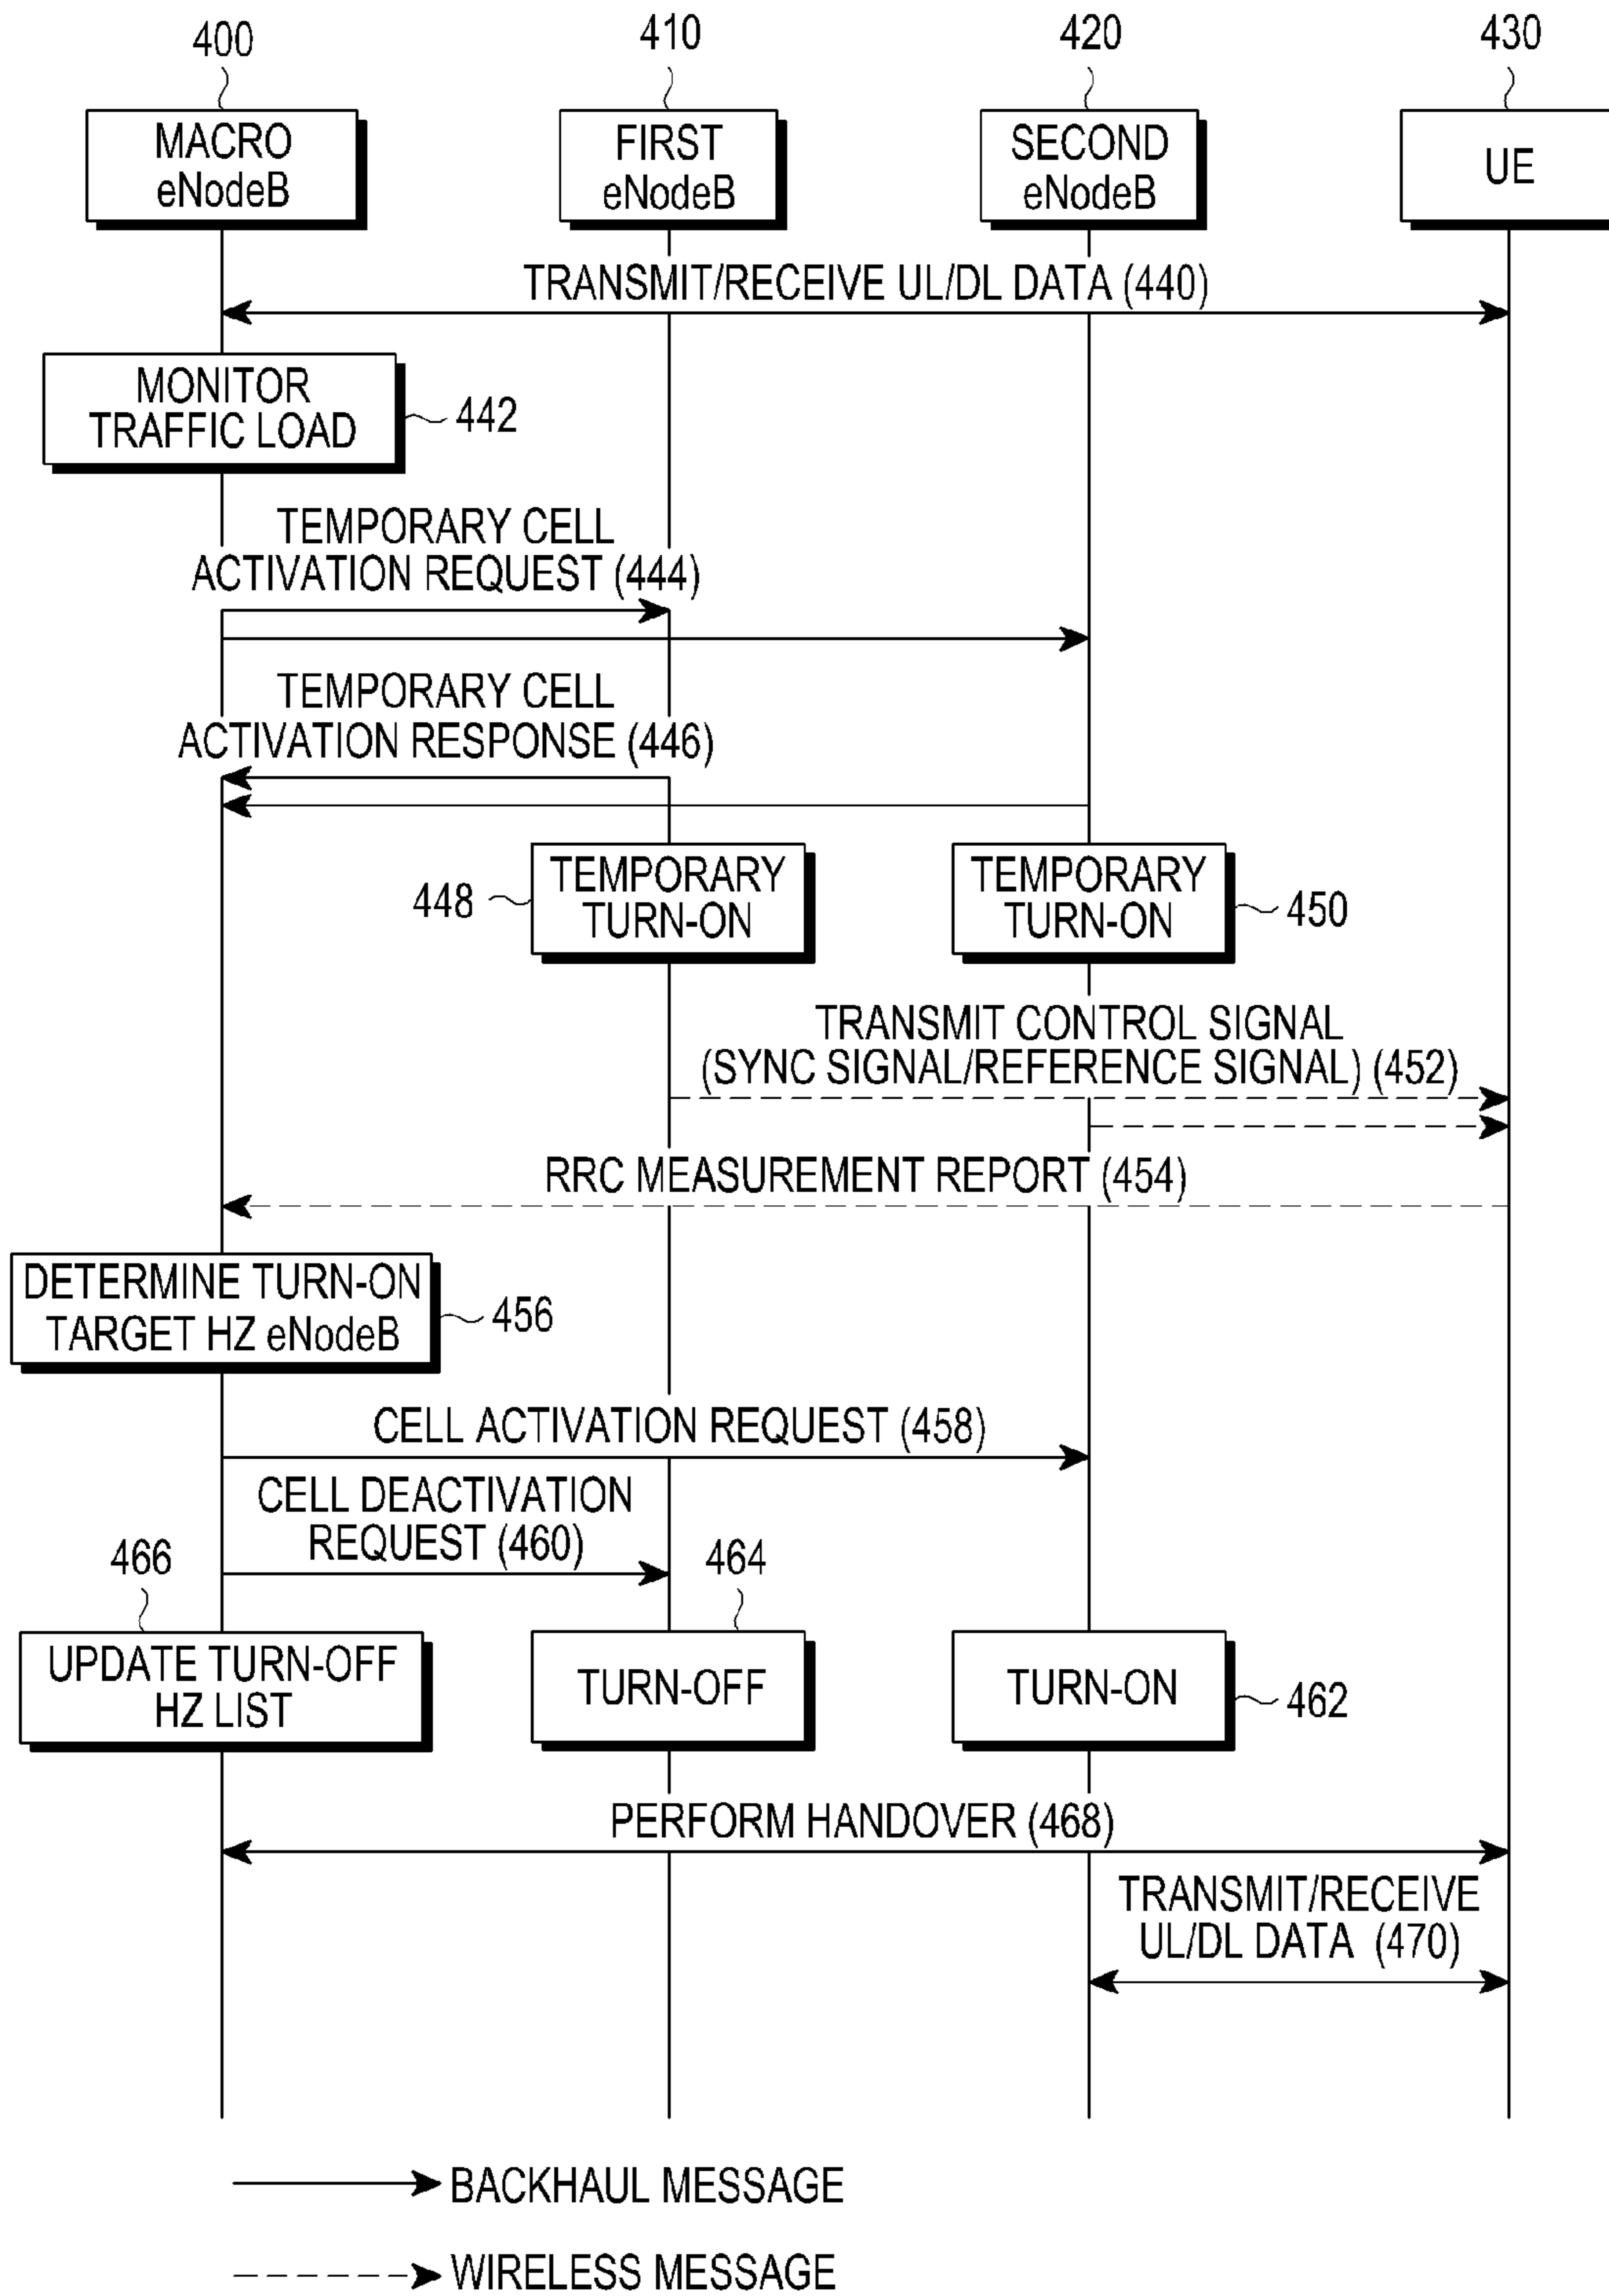 400
410
420
430
MACRO
eNodeB
FIRST
eNodeB
SECOND
eNodeB
UE
TRANSMIT/RECEIVE UL/DL DATA (440)
MONITOR
TRAFFIC LOAD
442
TEMPORARY CELL
ACTIVATION REQUEST (444)
TEMPORARY CELL
ACTIVATION RESPONSE (446)
448
TEMPORARY
TURN-ON
TEMPORARY
TURN-ON
450
TRANSMIT CONTROL SIGNAL
(SYNC SIGNAL/REFERENCE SIGNAL) (452)
RRC MEASUREMENT REPORT (454)
DETERMINE TURN-ON
TARGET HZ eNodeB
456
CELL ACTIVATION REQUEST (458)
CELL DEACTIVATION
REQUEST (460)
466
464
UPDATE TURN-OFF
HZ LIST
TURN-OFF
TURN-ON
462
PERFORM HANDOVER (468)
TRANSMIT/RECEIVE
UL/DL DATA (470)
BACKHAUL MESSAGE
WIRELESS MESSAGE